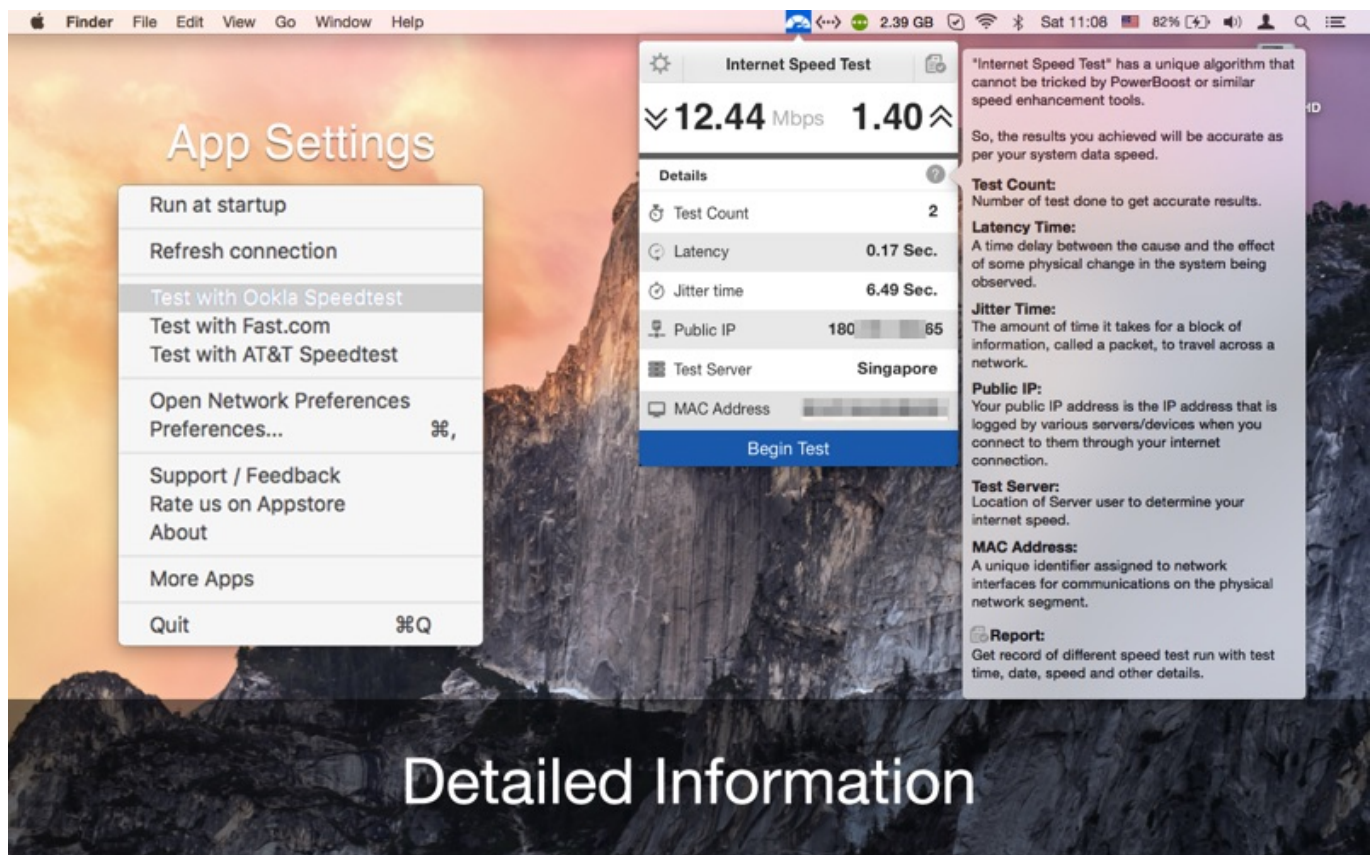 Finder File Edit View Go Window Help 2.39 GB Sat 11:08 82%
App Settings
Run at startup
Refresh connection
Test with Ookla Speedtest
Test with Fast.com
Test with AT&T Speedtest
Open Network Preferences
Preferences... ⌘,
Support / Feedback
Rate us on Appstore
About
More Apps
Quit ⌘Q
Internet Speed Test
12.44 Mbps 1.40
Details ?
Test Count 2
Latency 0.17 Sec.
Jitter time 6.49 Sec.
Public IP 180 65
Test Server Singapore
MAC Address
Begin Test
"Internet Speed Test" has a unique algorithm that
cannot be tricked by PowerBoost or similar
speed enhancement tools.
So, the results you achieved will be accurate as
per your system data speed.
Test Count:
Number of test done to get accurate results.
Latency Time:
A time delay between the cause and the effect
of some physical change in the system being
observed.
Jitter Time:
The amount of time it takes for a block of
information, called a packet, to travel across a
network.
Public IP:
Your public IP address is the IP address that is
logged by various servers/devices when you
connect to them through your internet
connection.
Test Server:
Location of Server user to determine your
internet speed.
MAC Address:
A unique identifier assigned to network
interfaces for communications on the physical
network segment.
Report:
Get record of different speed test run with test
time, date, speed and other details.
HD
Detailed Information